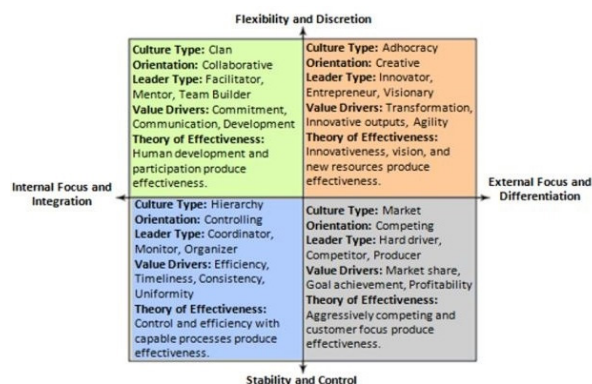 Flexibility and Discretion
Culture Type: Clan
Orientation: Collaborative
Leader Type: Facilitator,
Mentor, Team Builder
Value Drivers: Commitment,
Communication, Development
Theory of Effectiveness:
Human development and
participation produce
effectiveness.
Culture Type: Adhocracy
Orientation: Creative
Leader Type: Innovator,
Entrepreneur, Visionary
Value Drivers: Transformation,
Innovative outputs, Agility
Theory of Effectiveness:
Innovativeness, vision, and
new resources produce
effectiveness.
Internal Focus and
Integration
External Focus and
Differentiation
Culture Type: Hierarchy
Orientation: Controlling
Leader Type: Coordinator,
Monitor, Organizer
Value Drivers: Efficiency,
Timeliness, Consistency,
Uniformity
Theory of Effectiveness:
Control and efficiency with
capable processes produce
effectiveness.
Culture Type: Market
Orientation: Competing
Leader Type: Hard driver,
Competitor, Producer
Value Drivers: Market share,
Goal achievement, Profitability
Theory of Effectiveness:
Aggressively competing and
customer focus produce
effectiveness.
Stability and Control